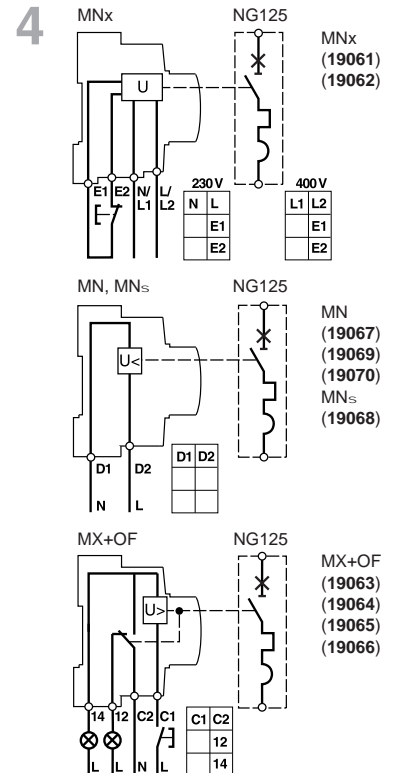 4
MNx NG125
MNx
(19061)
(19062)
U
E1 E2 N/ L/
L1 L2
230 V 400 V
N L L1 L2
E1 E1
E2 E2
MN, MNs NG125
MN
(19067)
(19069)
(19070)
MNs
(19068)
U<
D1 D2
D1 D2
N L
MX+OF NG125
MX+OF
(19063)
(19064)
(19065)
(19066)
U>
14 12 C2 C1
C1 C2
12
14
L L N L